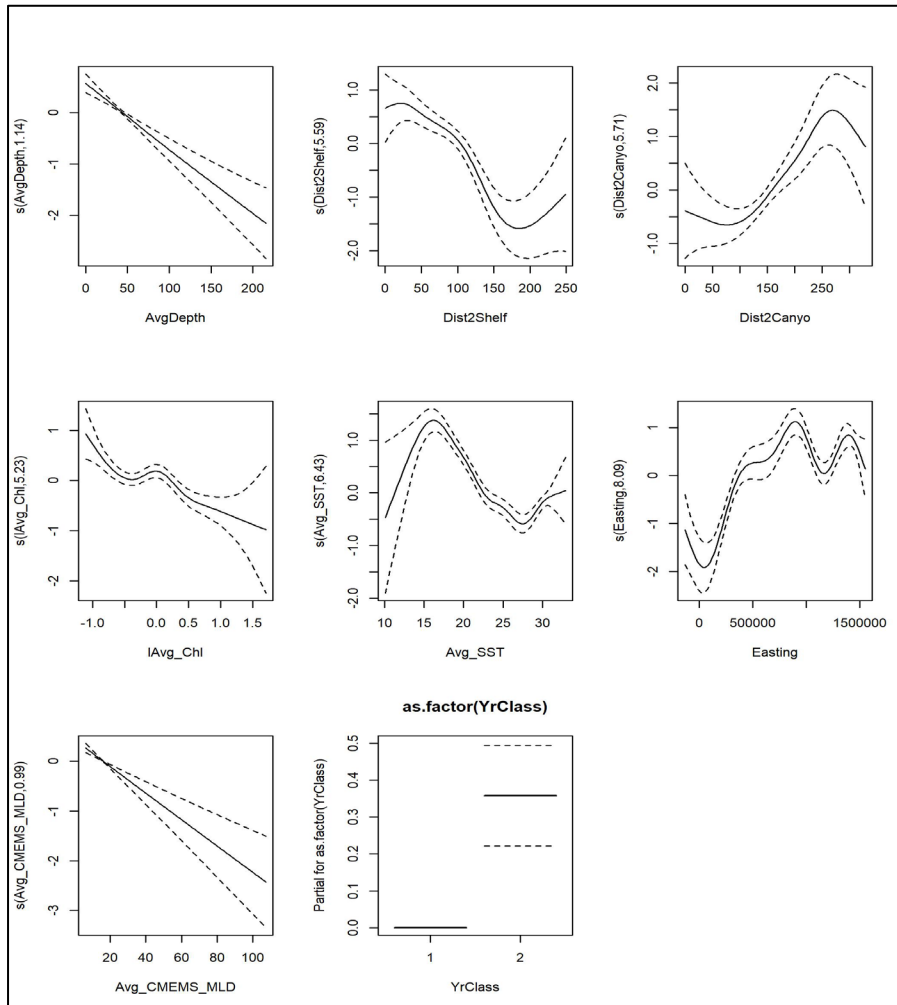 s(AvgDepth,1.14)
0
-1
-2
0 50 100 150 200
AvgDepth
s(Dist2Shelf,5.59)
1.0
0.0
-1.0
-2.0
0 50 100 150 200 250
Dist2Shelf
s(Dist2Canyo,5.71)
2.0
1.0
0.0
-1.0
0 50 150 250
Dist2Canyo
s(lAvg_Chl,5.23)
1
0
-1
-2
-1.0 0.0 0.5 1.0 1.5
lAvg_Chl
s(Avg_SST,6.43)
1.0
0.0
-1.0
-2.0
10 15 20 25 30
Avg_SST
s(Easting,8.09)
1
0
-1
-2
0 500000 1500000
Easting
s(Avg_CMEMS_MLD,0.99)
0
-1
-2
-3
20 40 60 80 100
Avg_CMEMS_MLD
as.factor(YrClass)
Partial for as.factor(YrClass)
0.5
0.4
0.3
0.2
0.1
0.0
1 2
YrClass